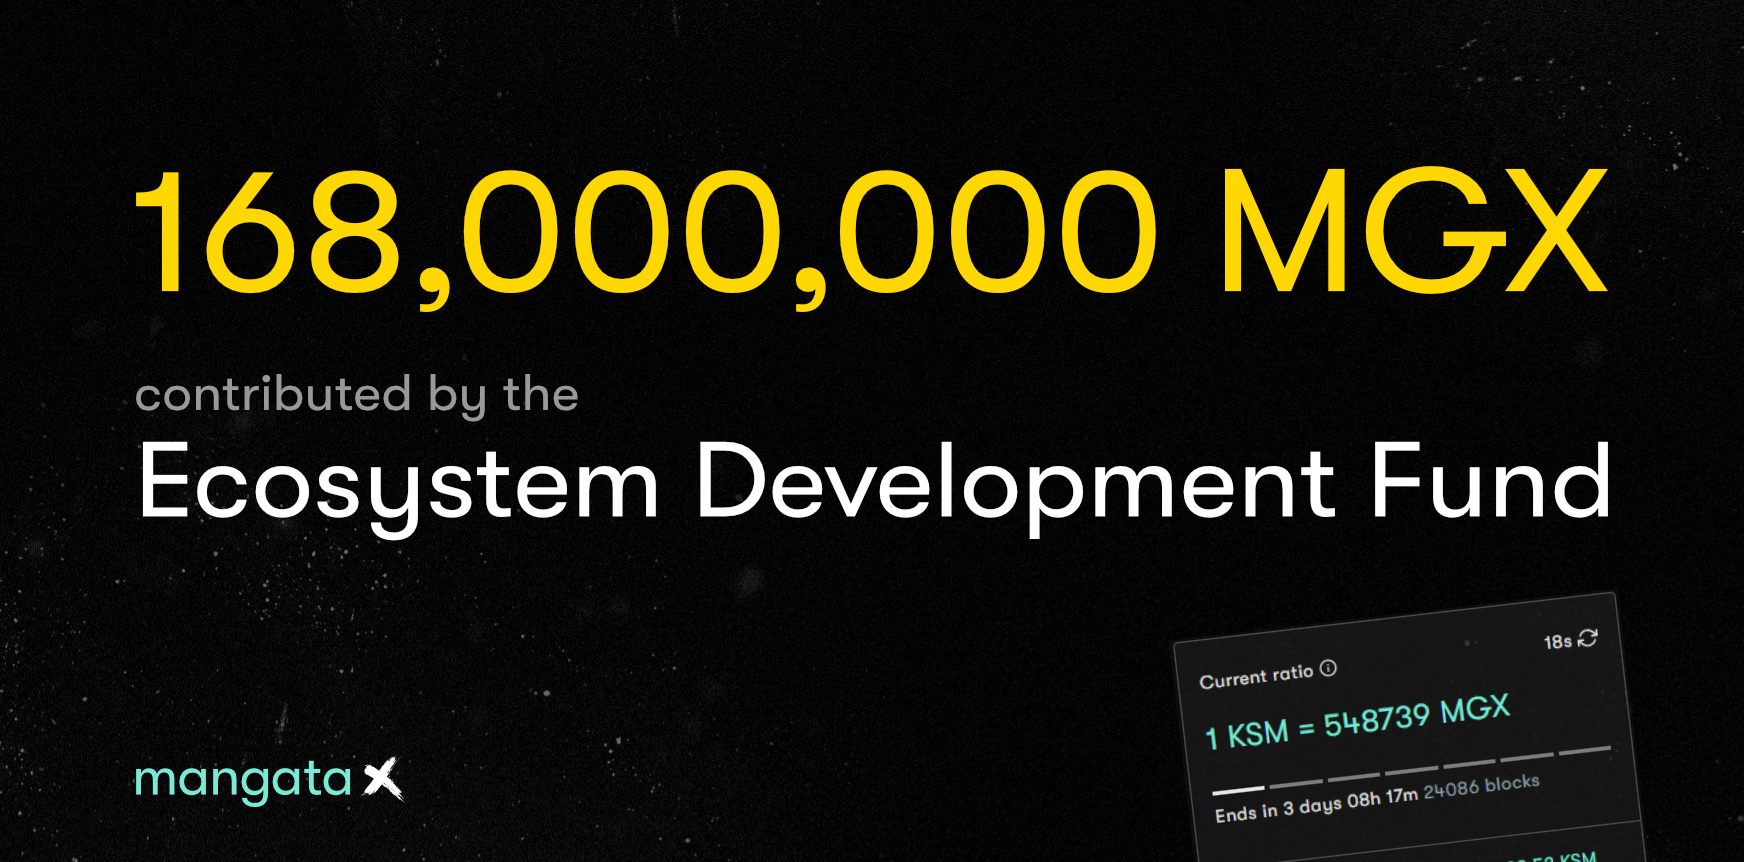 168,000,000 MGX
contributed by the
Ecosystem Development Fund
18s
Current ratio
1 KSM = 548739 MGX
Ends in 3 days 08h 17m 24086 blocks
KSM
mangata X